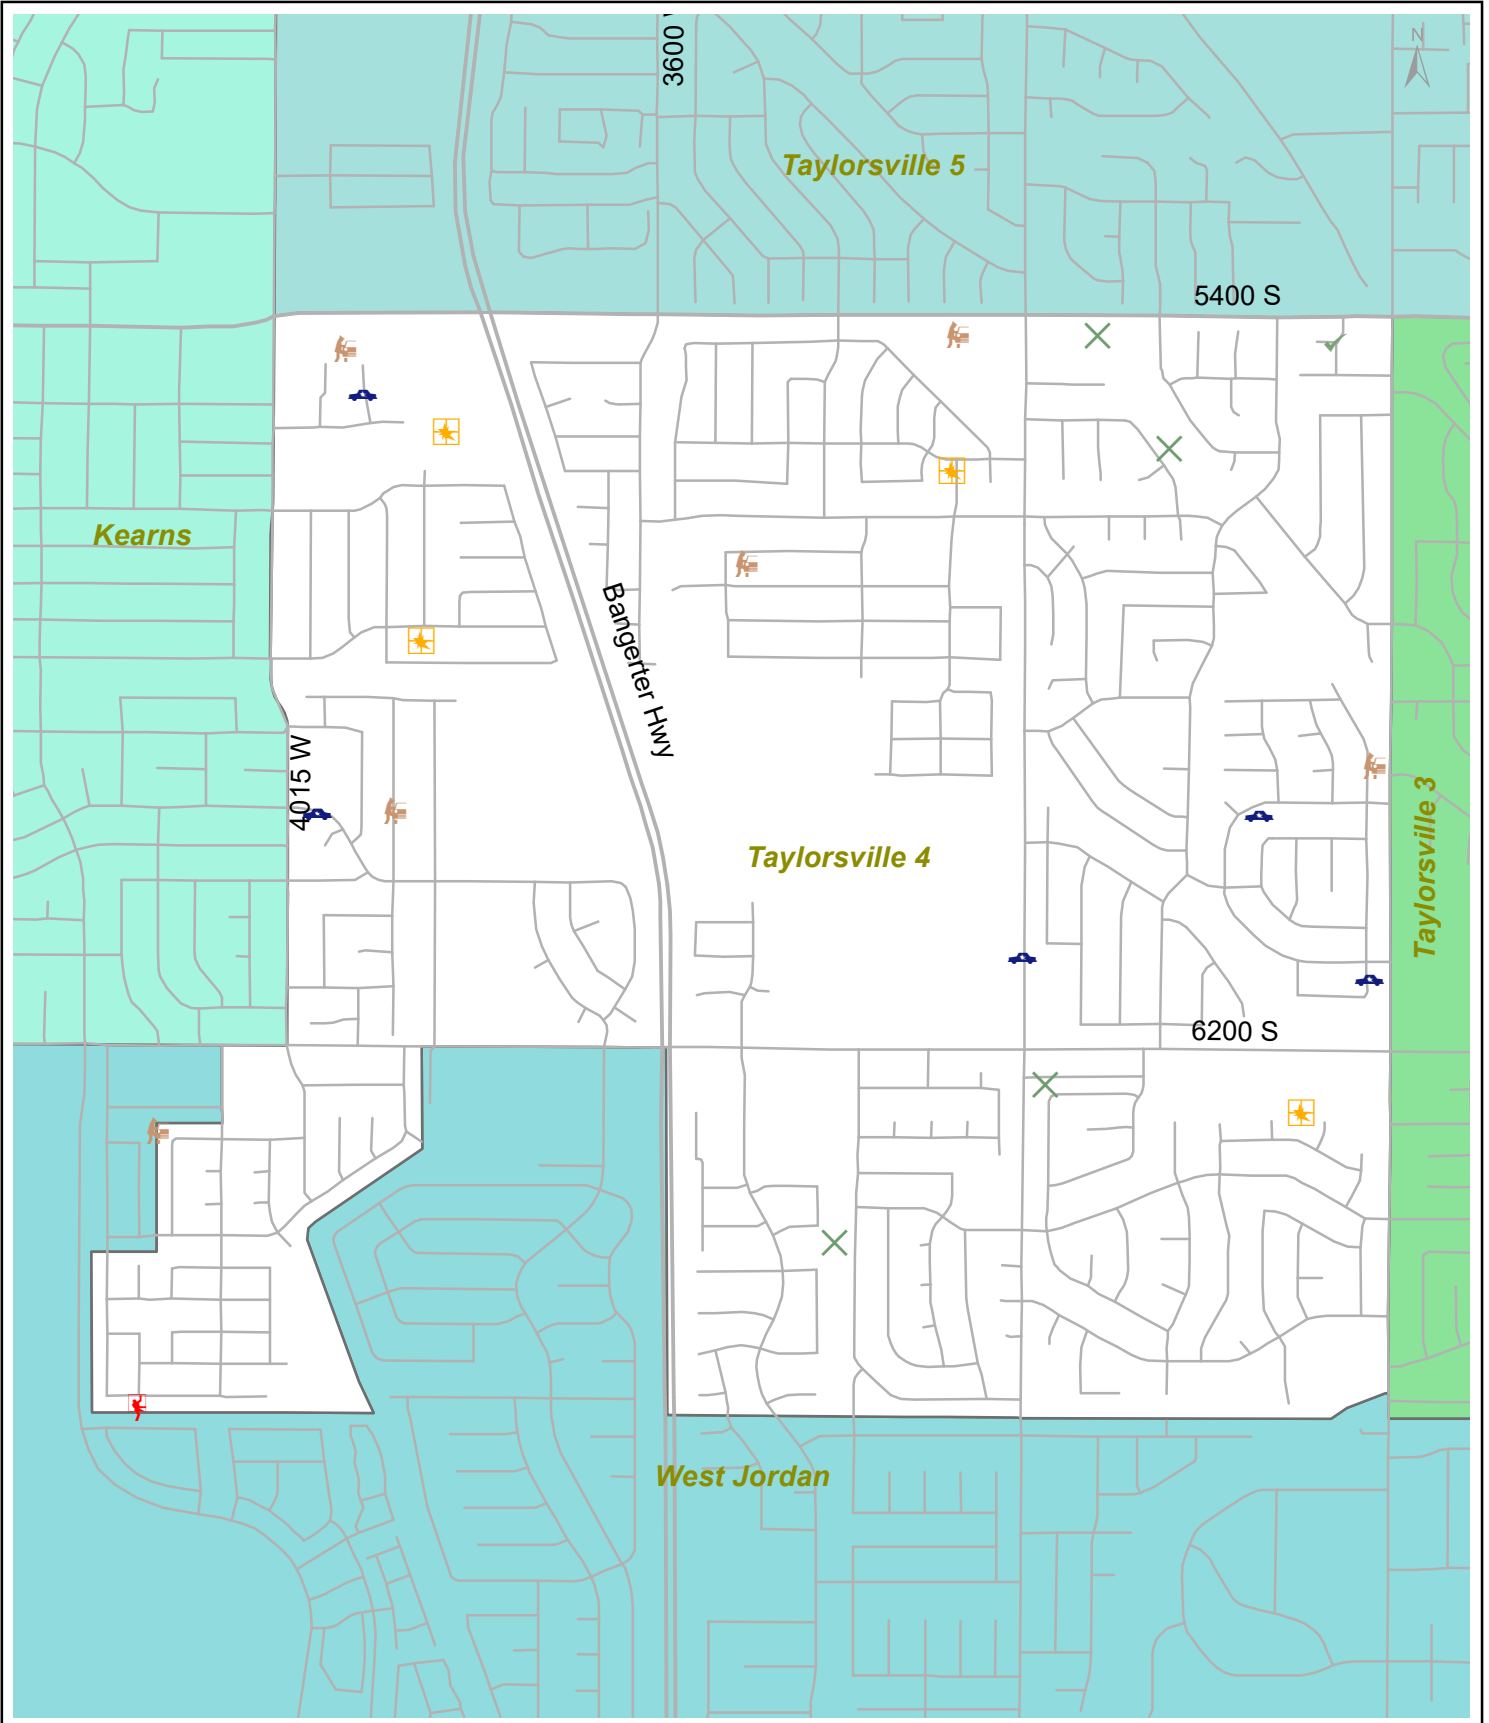 N
3600
Taylorsville 5
5400 S
Kearns
Bangerter Hwy
4015 W
Taylorsville 3
Taylorsville 4
6200 S
West Jordan